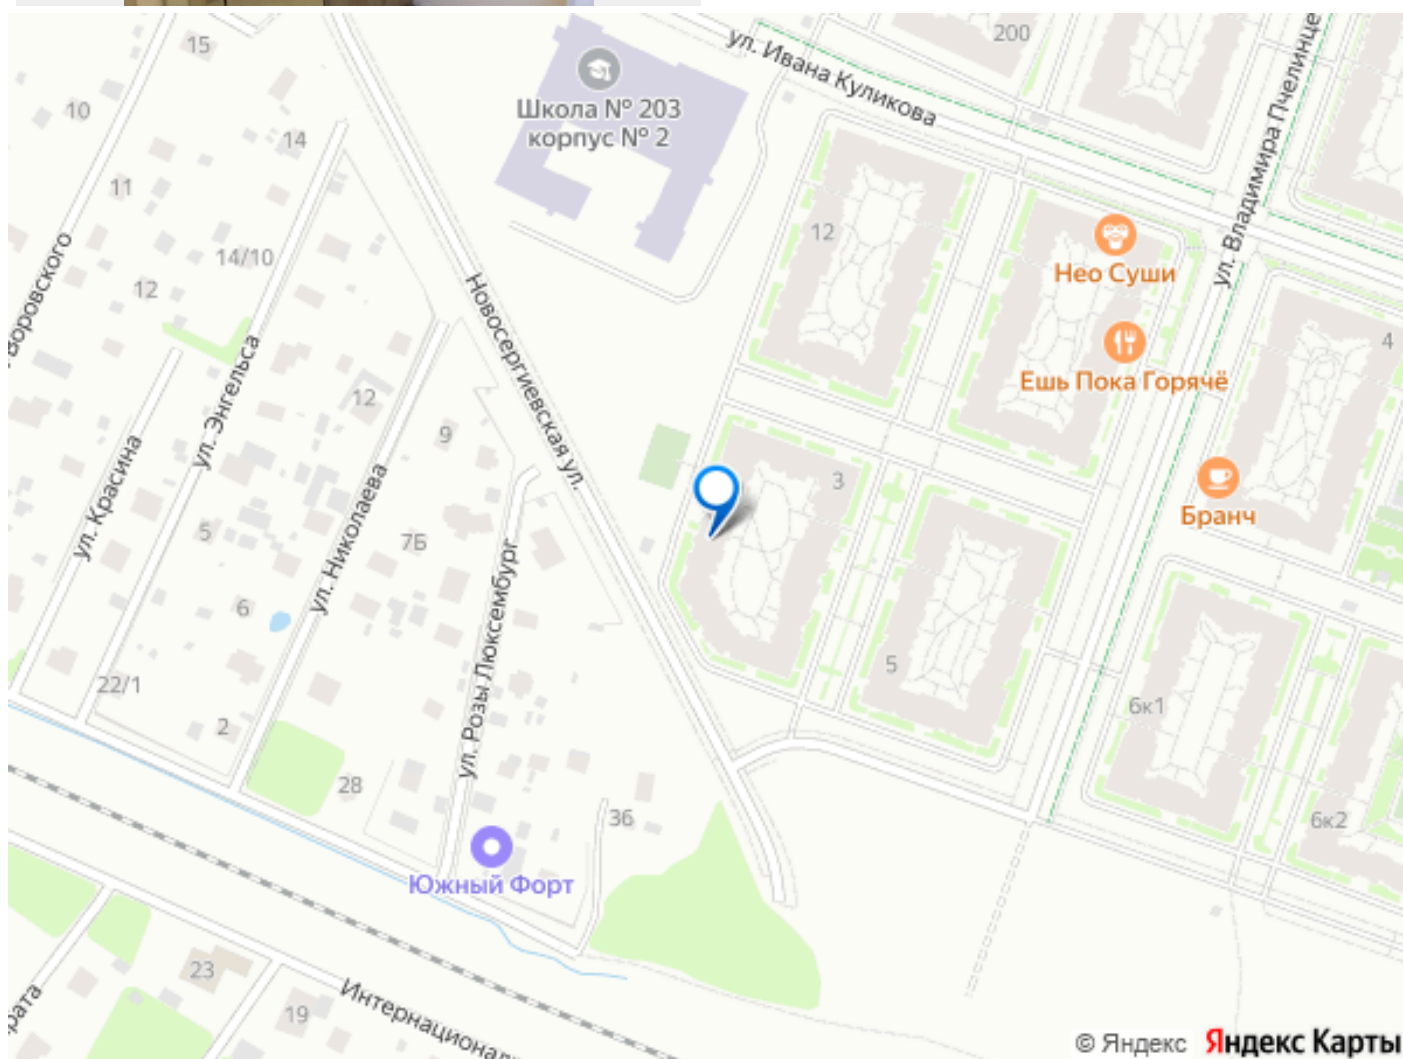 15
200
ул. Ивана Куликова
ул. Владимира Пчелинце
Школа № 203
корпус № 2
10
14
11
12
14/10
Нео Суши
Воровского
12
Новосергиевская ул.
4
ул. Энгельса
Ешь Пока Горячё
12
9
ул. Красина
3
Бранч
5
7Б
ул. Николаева
ул. Розы Люксембург
6
5
22/1
6к1
2
28
36
6к2
Южный Форт
23
рата
19
Интернационал
© Яндекс Яндекс Карты